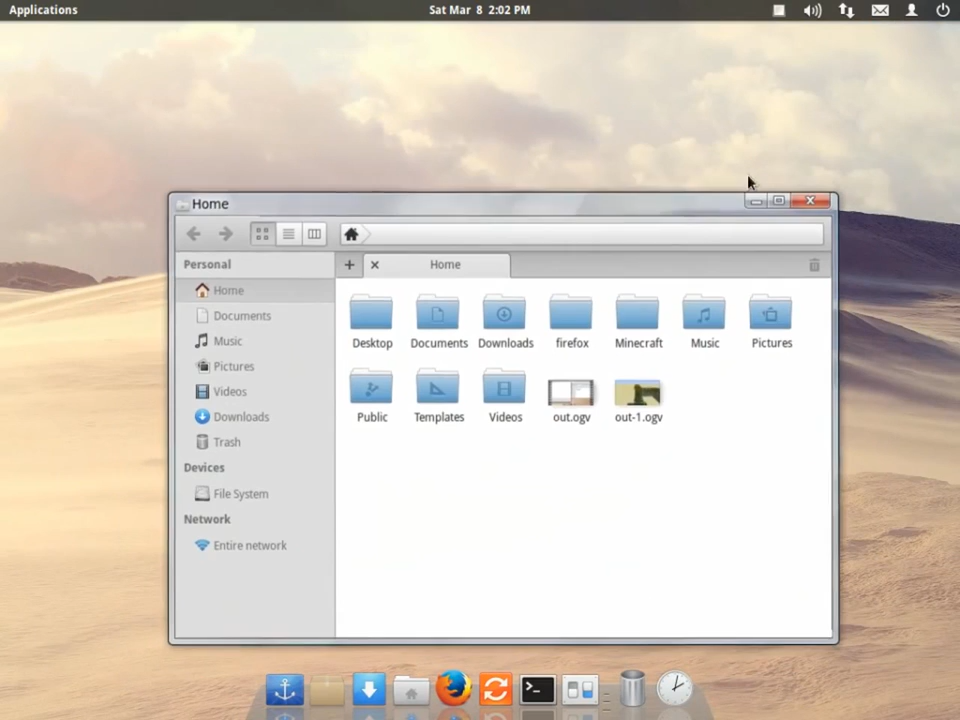 Applications
Sat Mar 8 2:02 PM
Home
Personal
Home
Home
Documents
Music
Pictures
Videos
Downloads
Trash
Devices
File System
Network
Entire network
Desktop Documents Downloads firefox Minecraft Music Pictures
Public Templates Videos out.ogv out-1.ogv